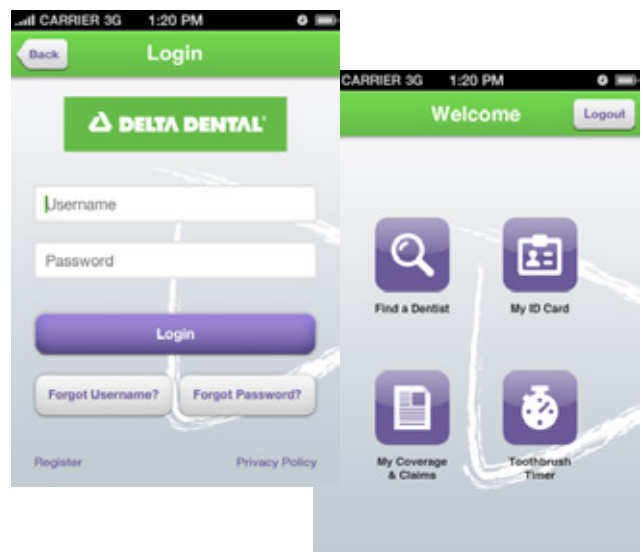 CARRIER 3G 1:20 PM
Back Login
DELTA DENTAL
Username
Password
Login
Forgot Username? Forgot Password?
Register Privacy Policy
CARRIER 3G 1:20 PM
Welcome Logout
Find a Dentist My ID Card
My Coverage Toothbrush
& Claims Timer